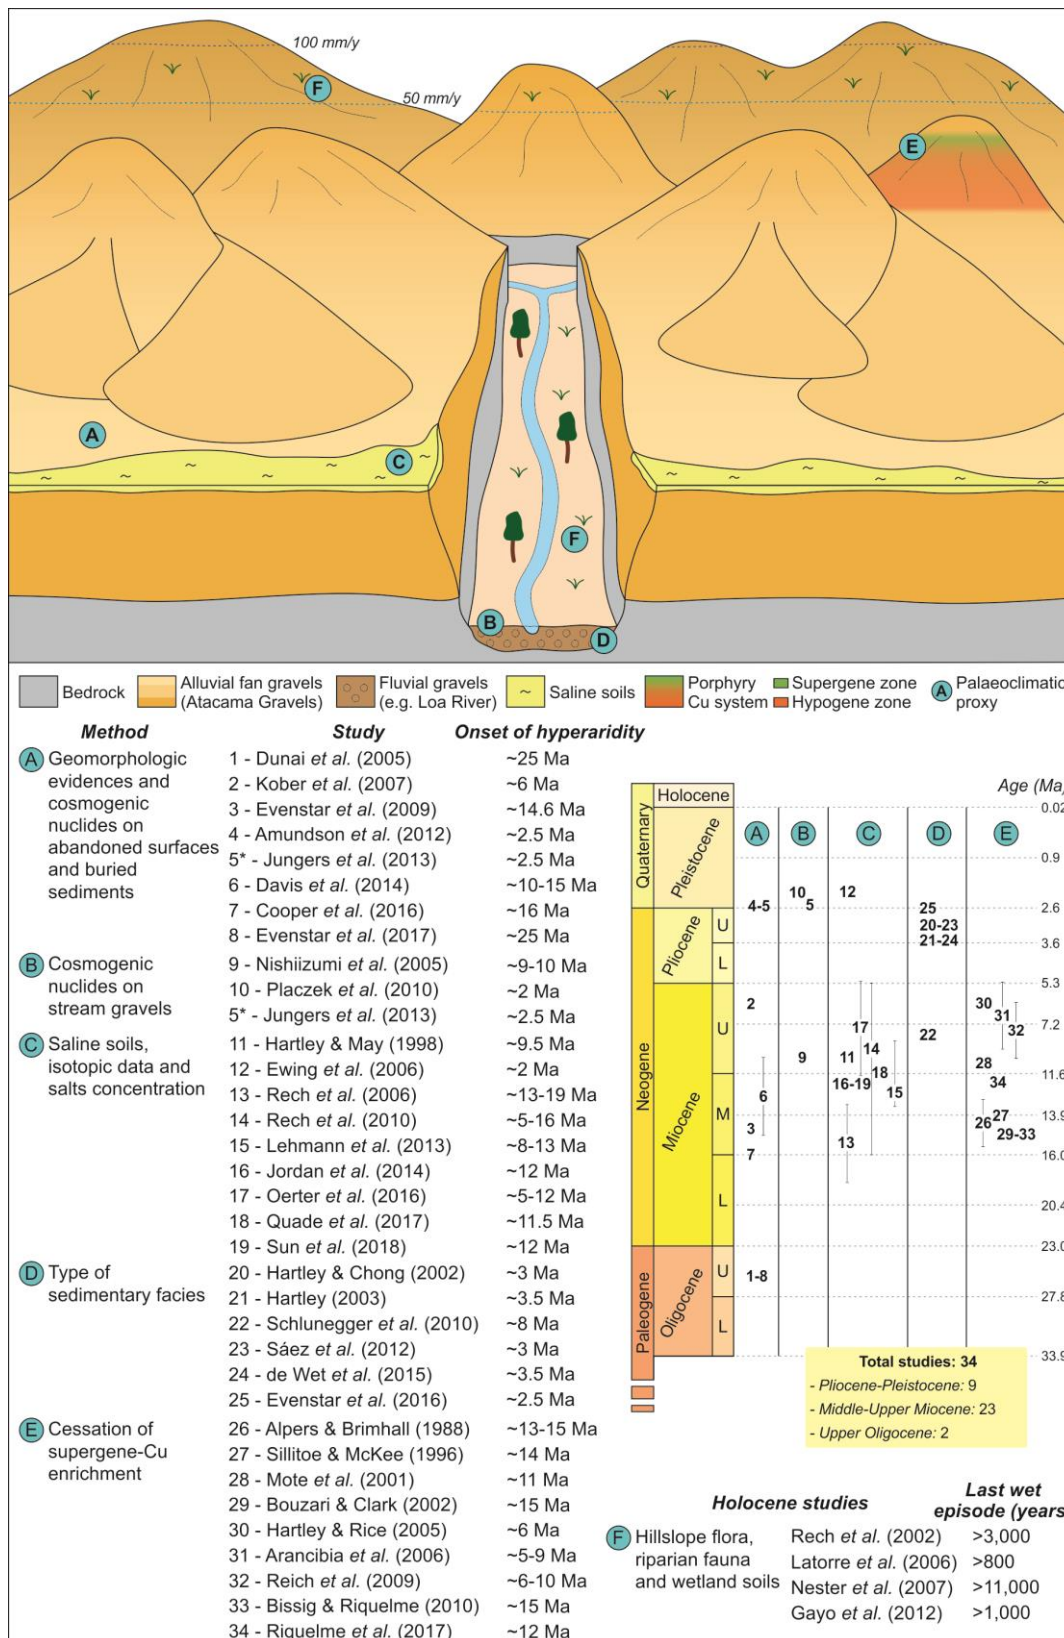 100 mm/y
50 mm/y
F
E
A
C
F
B
D
Bedrock
Alluvial fan gravels
(Atacama Gravels)
Fluvial gravels
(e.g. Loa River)
Saline soils
Porphyry
Cu system
Supergene zone
Hypogene zone
A Palaeoclimatic
proxy
Method Study Onset of hyperaridity
A Geomorphologic
evidences and
cosmogenic
nuclides on
abandoned surfaces
and buried
sediments
1 - Dunai et al. (2005) ~25 Ma
2 - Kober et al. (2007) ~6 Ma
3 - Evenstar et al. (2009) ~14.6 Ma
4 - Amundson et al. (2012) ~2.5 Ma
5* - Jungers et al. (2013) ~2.5 Ma
6 - Davis et al. (2014) ~10-15 Ma
7 - Cooper et al. (2016) ~16 Ma
8 - Evenstar et al. (2017) ~25 Ma
B Cosmogenic
nuclides on
stream gravels
9 - Nishiizumi et al. (2005) ~9-10 Ma
10 - Placzek et al. (2010) ~2 Ma
5* - Jungers et al. (2013) ~2.5 Ma
C Saline soils,
isotopic data and
salts concentration
11 - Hartley & May (1998) ~9.5 Ma
12 - Ewing et al. (2006) ~2 Ma
13 - Rech et al. (2006) ~13-19 Ma
14 - Rech et al. (2010) ~5-16 Ma
15 - Lehmann et al. (2013) ~8-13 Ma
16 - Jordan et al. (2014) ~12 Ma
17 - Oerter et al. (2016) ~5-12 Ma
18 - Quade et al. (2017) ~11.5 Ma
19 - Sun et al. (2018) ~12 Ma
D Type of
sedimentary facies
20 - Hartley & Chong (2002) ~3 Ma
21 - Hartley (2003) ~3.5 Ma
22 - Schlunegger et al. (2010) ~8 Ma
23 - Sáez et al. (2012) ~3 Ma
24 - de Wet et al. (2015) ~3.5 Ma
25 - Evenstar et al. (2016) ~2.5 Ma
E Cessation of
supergene-Cu
enrichment
26 - Alpers & Brimhall (1988) ~13-15 Ma
27 - Sillitoe & McKee (1996) ~14 Ma
28 - Mote et al. (2001) ~11 Ma
29 - Bouzari & Clark (2002) ~15 Ma
30 - Hartley & Rice (2005) ~6 Ma
31 - Arancibia et al. (2006) ~5-9 Ma
32 - Reich et al. (2009) ~6-10 Ma
33 - Bissig & Riquelme (2010) ~15 Ma
34 - Riquelme et al. (2017) ~12 Ma
Age (Ma)
Holocene
0.02
Quaternary
Pleistocene
A B C D E
0.9
10 12
4-5 5
25 2.6
Neogene
Pliocene
U
20-23
21-24 3.6
L
5.3
Miocene
U
2 30
31
17 32 7.2
22
14
9 11 28
18 11.6
16-19 34
6 15
M
27 13.9
3 26
29-33
13
7 16.0
L
20.4
23.0
Paleogene
Oligocene
U
1-8
27.8
L
33.9
Total studies: 34
- Pliocene-Pleistocene: 9
- Middle-Upper Miocene: 23
- Upper Oligocene: 2
Holocene studies
Last wet
episode (years)
F Hillslope flora,
riparian fauna
and wetland soils
Rech et al. (2002) >3,000
Latorre et al. (2006) >800
Nester et al. (2007) >11,000
Gayo et al. (2012) >1,000